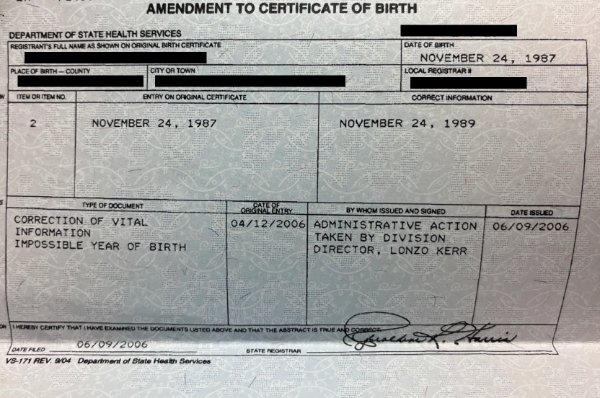 AMENDMENT TO CERTIFICATE OF BIRTH
DEPARTMENT OF STATE HEALTH SERVICES
REGISTRANT'S FULL NAME AS SHOWN ON ORIGINAL BIRTH CERTIFICATE
DATE OF BIRTH
NOVEMBER 24, 1987
PLACE OF BIRTH – COUNTY
CITY OR TOWN
LOCAL REGISTRAR #
ITEM OR ITEM NO.
ENTRY ON ORIGINAL CERTIFICATE
CORRECT INFORMATION
2
NOVEMBER 24, 1987
NOVEMBER 24, 1989
TYPE OF DOCUMENT
DATE OF
ORIGINAL ENTRY
BY WHOM ISSUED AND SIGNED
DATE ISSUED
CORRECTION OF VITAL
INFORMATION
IMPOSSIBLE YEAR OF BIRTH
04/12/2006
ADMINISTRATIVE ACTION
TAKEN BY DIVISION
DIRECTOR, LONZO KERR
06/09/2006
I HEREBY CERTIFY THAT I HAVE EXAMINED THE DOCUMENTS LISTED ABOVE AND THAT THE ABSTRACT IS TRUE AND CORRECT.
DATE FILED
06/09/2006
STATE REGISTRAR
VS-171 REV. 9/04 Department of State Health Services